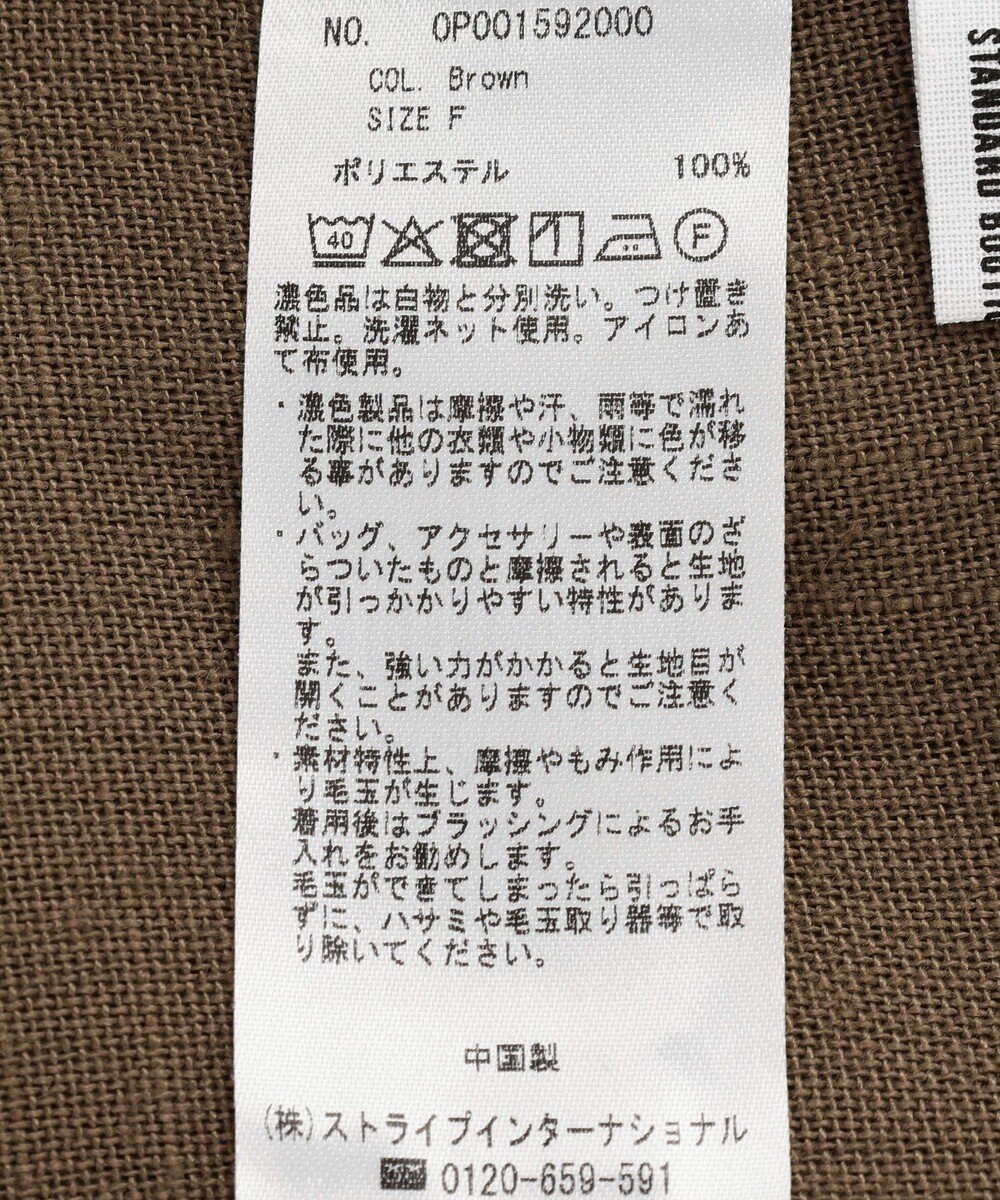 NO. OP001592000
COL. Brown
SIZE F
ポリエステル 100%
40 F
濃色品は白物と分別洗い。つけ置き
禁止。洗濯ネット使用。アイロンあ
て布使用。
・濃色製品は摩擦や汗、雨等で濡れ
た際に他の衣類や小物類に色が移
る事がありますのでご注意くださ
い。
・バッグ、アクセサリーや表面のざ
らついたものと摩擦されると生地
が引っかかりやすい特性がありま
す。
また、強い力がかかると生地目が
開くことがありますのでご注意く
ださい。
・素材特性上、摩擦やもみ作用によ
り毛玉が生じます。
着用後はブラッシングによるお手
入れをお勧めします。
毛玉ができてしまったら引っぱら
ずに、ハサミや毛玉取り器等で取
り除いてください。
中国製
(株)ストライプインターナショナル
0120-659-591
STANDARD